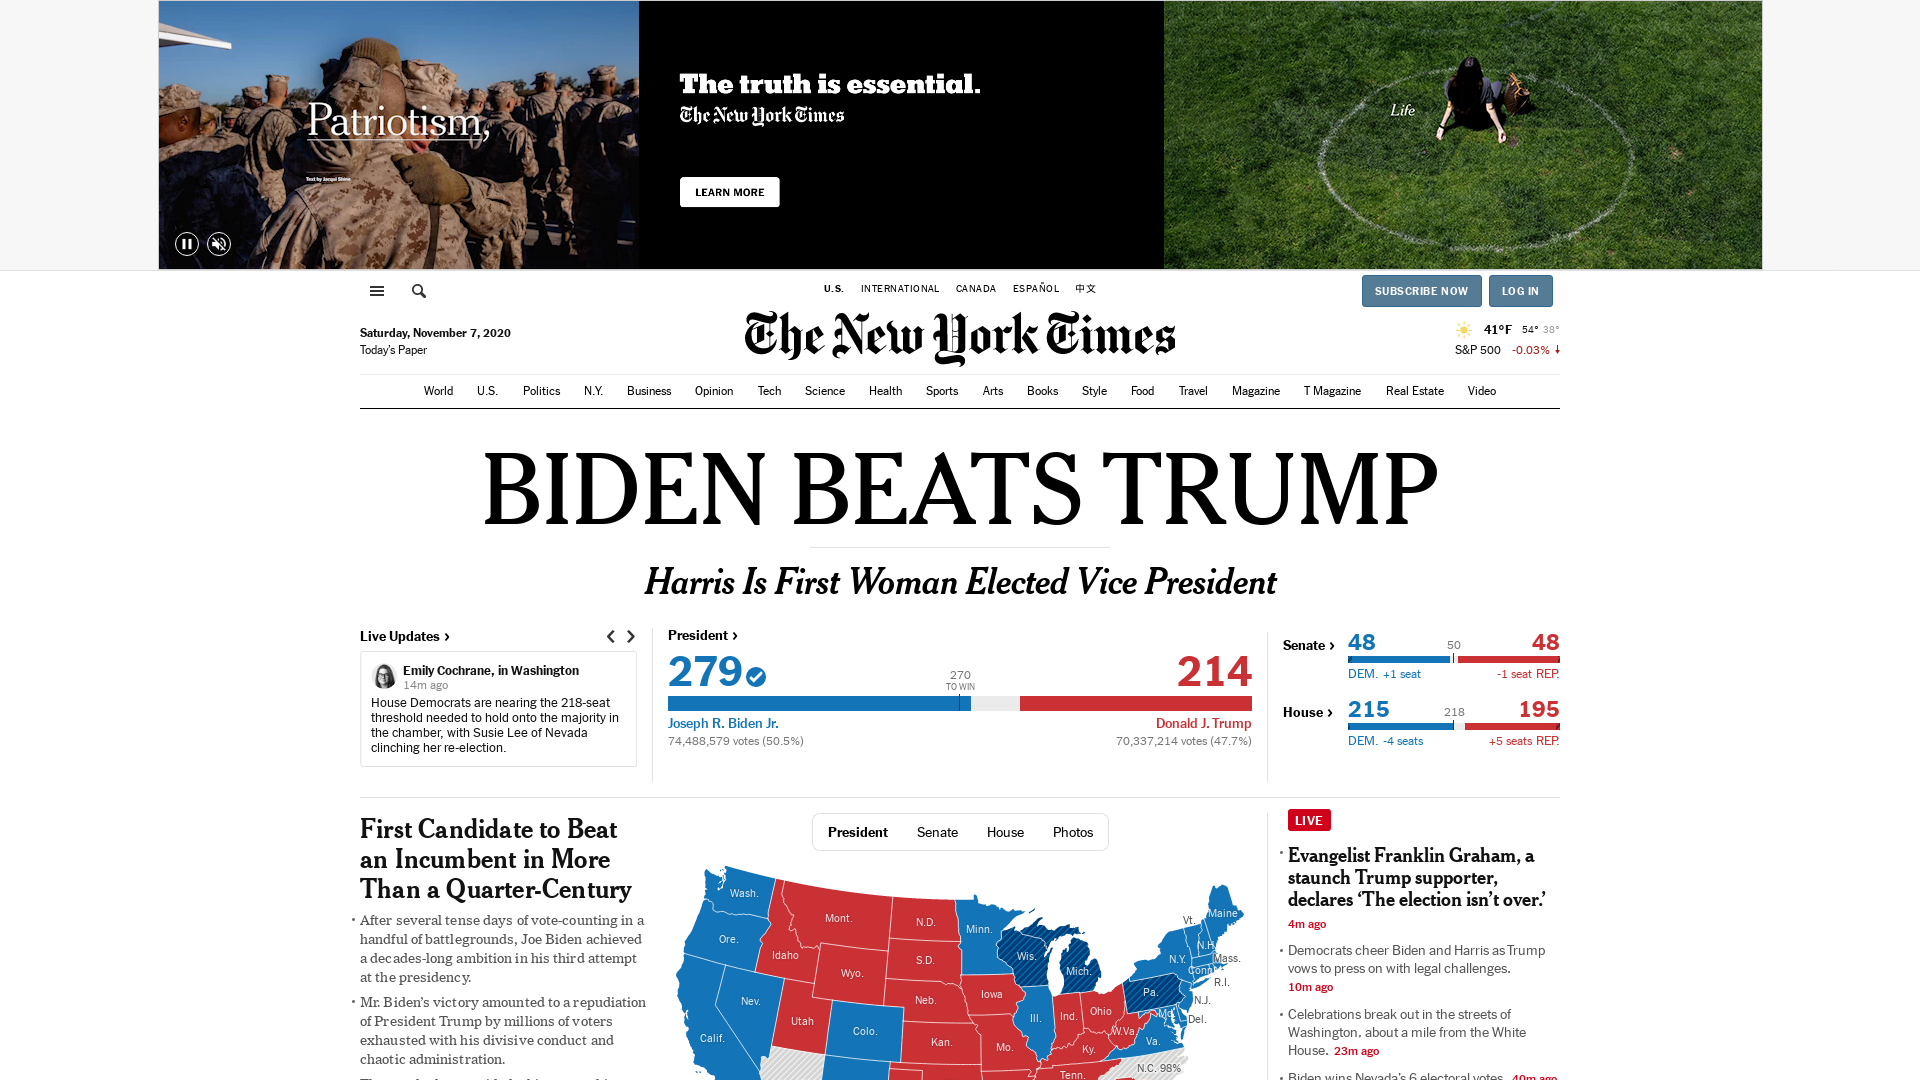 Patriotism,
Text by Jacqui Shine
The truth is essential.
The New York Times
LEARN MORE
Life
U.S. INTERNATIONAL CANADA ESPAÑOL 中文
SUBSCRIBE NOW LOG IN
Saturday, November 7, 2020
Today's Paper
The New York Times
41°F 54° 38°
S&P 500 -0.03%
World U.S. Politics N.Y. Business Opinion Tech Science Health Sports Arts Books Style Food Travel Magazine T Magazine Real Estate Video
BIDEN BEATS TRUMP
Harris Is First Woman Elected Vice President
Live Updates ›
Emily Cochrane, in Washington
14m ago
House Democrats are nearing the 218-seat
threshold needed to hold onto the majority in
the chamber, with Susie Lee of Nevada
clinching her re-election.
President ›
279 214
270
TO WIN
Joseph R. Biden Jr. Donald J. Trump
74,488,579 votes (50.5%) 70,337,214 votes (47.7%)
Senate › 48 50 48
DEM. +1 seat -1 seat REP.
House › 215 218 195
DEM. -4 seats +5 seats REP.
First Candidate to Beat
an Incumbent in More
Than a Quarter-Century
• After several tense days of vote-counting in a
handful of battlegrounds, Joe Biden achieved
a decades-long ambition in his third attempt
at the presidency.
• Mr. Biden's victory amounted to a repudiation
of President Trump by millions of voters
exhausted with his divisive conduct and
chaotic administration.
President Senate House Photos
Wash.
Mont.
N.D.
Minn.
Vt.
Maine
Ore.
Idaho
S.D.
Wis.
Mich.
N.Y.
N.H.
Mass.
Conn.
R.I.
Wyo.
Nev.
Neb.
Iowa
Pa.
N.J.
Utah
Colo.
Ill.
Ind.
Ohio
Md.
Del.
Calif.
Kan.
Mo.
W.Va.
Va.
Ky.
Tenn.
N.C. 98%
LIVE
• Evangelist Franklin Graham, a
staunch Trump supporter,
declares ‘The election isn’t over.’
4m ago
• Democrats cheer Biden and Harris as Trump
vows to press on with legal challenges.
10m ago
• Celebrations break out in the streets of
Washington, about a mile from the White
House. 23m ago
• Biden wins Nevada's 6 electoral votes. 40m ago